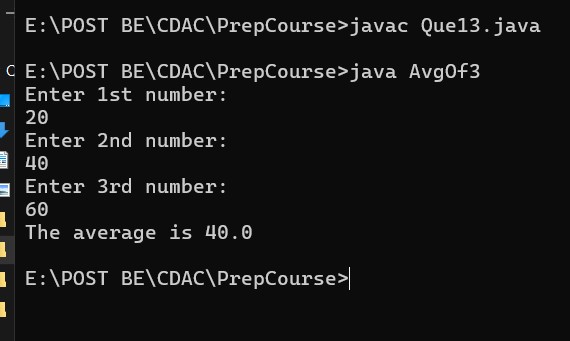 E:\POST BE\CDAC\PrepCourse>javac Que13.java
E:\POST BE\CDAC\PrepCourse>java AvgOf3
Enter 1st number:
20
Enter 2nd number:
40
Enter 3rd number:
60
The average is 40.0
E:\POST BE\CDAC\PrepCourse>